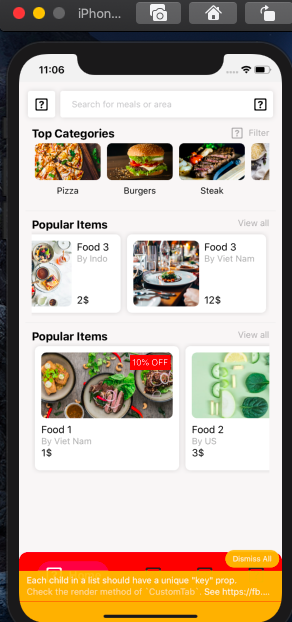 iPhon...
11:06
Search for meals or area
Top Categories
Filter
Pizza
Burgers
Steak
Popular Items
View all
Food 3
By Indo
2$
Food 3
By Viet Nam
12$
Popular Items
View all
10% OFF
Food 1
By Viet Nam
1$
Food 2
By US
3$
Dismiss All
Each child in a list should have a unique "key" prop.
Check the render method of `CustomTab`. See https://fb....